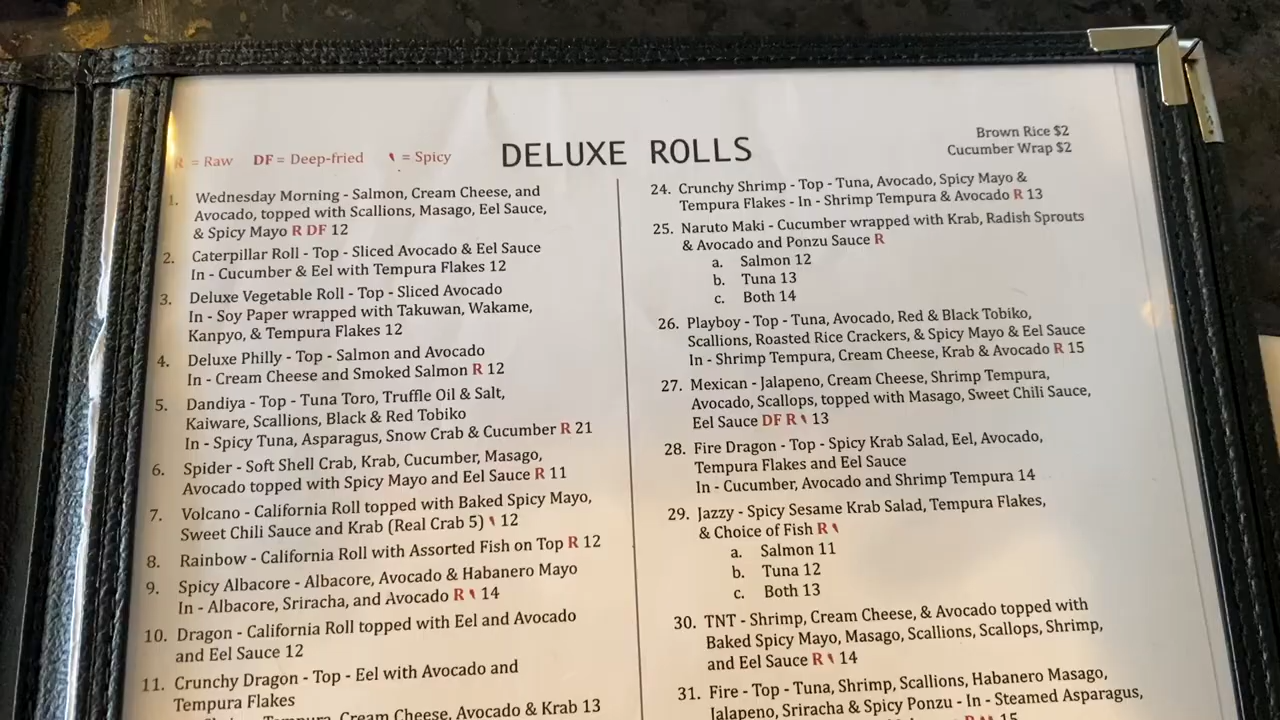 R = Raw DF = Deep-fried = Spicy
DELUXE ROLLS
Brown Rice $2
Cucumber Wrap $2
1. Wednesday Morning - Salmon, Cream Cheese, and
Avocado, topped with Scallions, Masago, Eel Sauce,
& Spicy Mayo R DF 12
2. Caterpillar Roll - Top - Sliced Avocado & Eel Sauce
In - Cucumber & Eel with Tempura Flakes 12
3. Deluxe Vegetable Roll - Top - Sliced Avocado
In - Soy Paper wrapped with Takuwan, Wakame,
Kanpyo, & Tempura Flakes 12
4. Deluxe Philly - Top - Salmon and Avocado
In - Cream Cheese and Smoked Salmon R 12
5. Dandiya - Top - Tuna Toro, Truffle Oil & Salt,
Kaiware, Scallions, Black & Red Tobiko
In - Spicy Tuna, Asparagus, Snow Crab & Cucumber R 21
6. Spider - Soft Shell Crab, Krab, Cucumber, Masago,
Avocado topped with Spicy Mayo and Eel Sauce R 11
7. Volcano - California Roll topped with Baked Spicy Mayo,
Sweet Chili Sauce and Krab (Real Crab 5) 12
8. Rainbow - California Roll with Assorted Fish on Top R 12
9. Spicy Albacore - Albacore, Avocado & Habanero Mayo
In - Albacore, Sriracha, and Avocado R 14
10. Dragon - California Roll topped with Eel and Avocado
and Eel Sauce 12
11. Crunchy Dragon - Top - Eel with Avocado and
Tempura Flakes
Cream Cheese, Avocado & Krab 13
24. Crunchy Shrimp - Top - Tuna, Avocado, Spicy Mayo &
Tempura Flakes - In - Shrimp Tempura & Avocado R 13
25. Naruto Maki - Cucumber wrapped with Krab, Radish Sprouts
& Avocado and Ponzu Sauce R
a. Salmon 12
b. Tuna 13
c. Both 14
26. Playboy - Top - Tuna, Avocado, Red & Black Tobiko,
Scallions, Roasted Rice Crackers, & Spicy Mayo & Eel Sauce
In - Shrimp Tempura, Cream Cheese, Krab & Avocado R 15
27. Mexican - Jalapeno, Cream Cheese, Shrimp Tempura,
Avocado, Scallops, topped with Masago, Sweet Chili Sauce,
Eel Sauce DF R 13
28. Fire Dragon - Top - Spicy Krab Salad, Eel, Avocado,
Tempura Flakes and Eel Sauce
In - Cucumber, Avocado and Shrimp Tempura 14
29. Jazzy - Spicy Sesame Krab Salad, Tempura Flakes,
& Choice of Fish R
a. Salmon 11
b. Tuna 12
c. Both 13
30. TNT - Shrimp, Cream Cheese, & Avocado topped with
Baked Spicy Mayo, Masago, Scallions, Scallops, Shrimp,
and Eel Sauce R 14
31. Fire - Top - Tuna, Shrimp, Scallions, Habanero Masago,
Jalapeno, Sriracha & Spicy Ponzu - In - Steamed Asparagus,
15